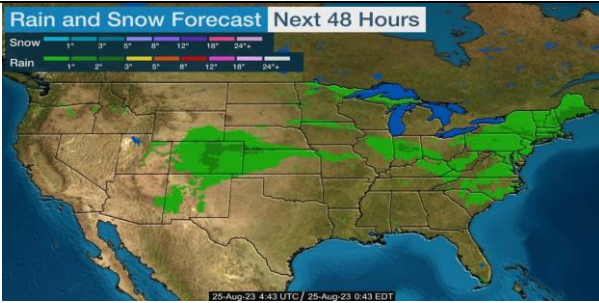 Rain and Snow Forecast Next 48 Hours
Snow 1" 3" 5" 8" 12" 18" 24"+
Rain 1" 2" 3" 5" 8" 12" 18" 24"+
25-Aug-23 4:43 UTC / 25-Aug-23 0:43 EDT